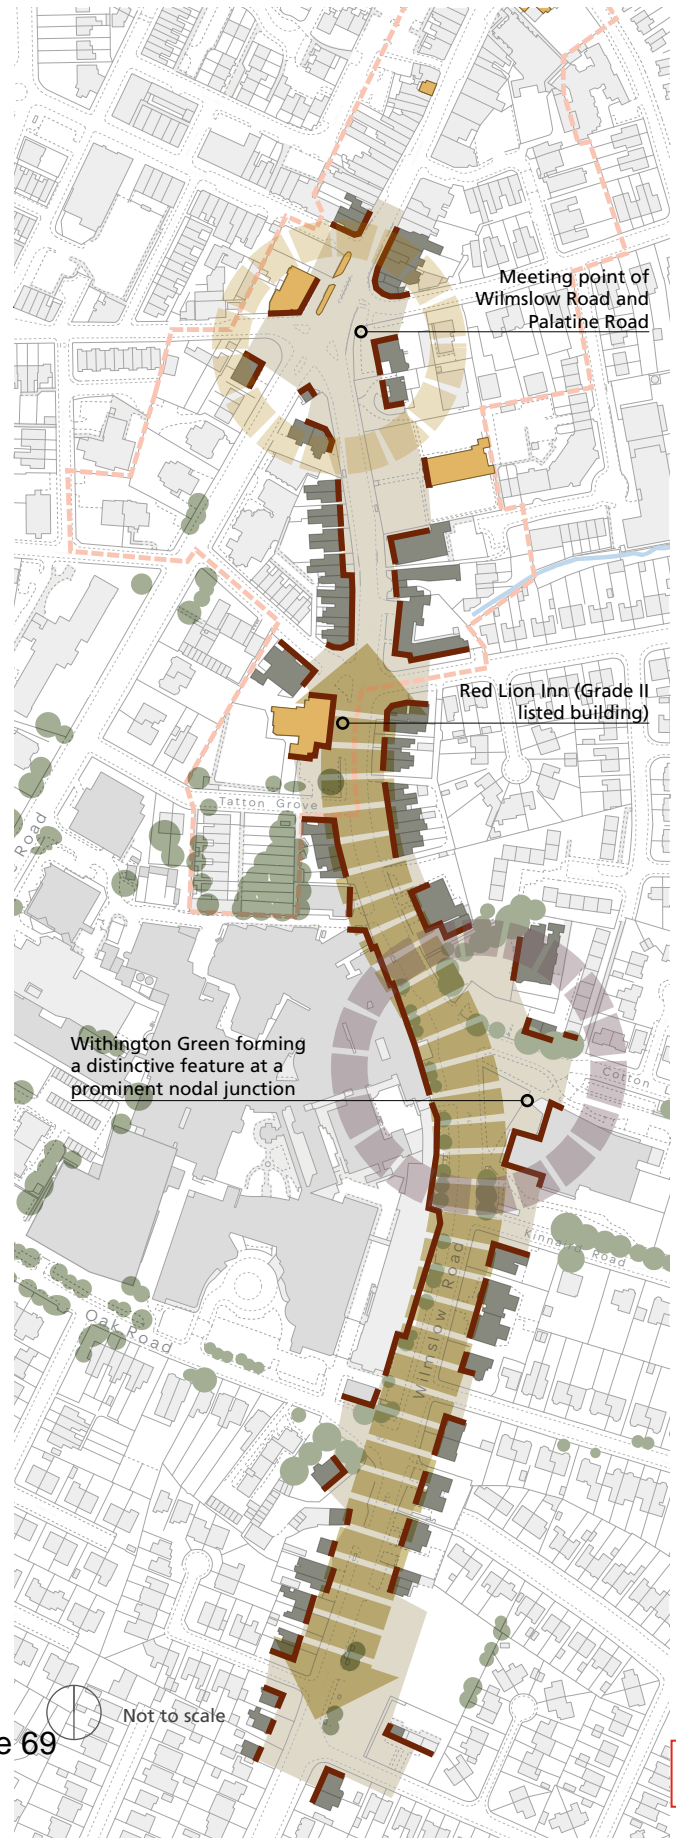 Meeting point of
Wilmslow Road and
Palatine Road
Red Lion Inn (Grade II
listed building)
Tatton Grove
Road
Withington Green forming
a distinctive feature at a
prominent nodal junction
Cotton
Kinnaird Road
Wilmslow Road
Oak Road
Not to scale
e 69